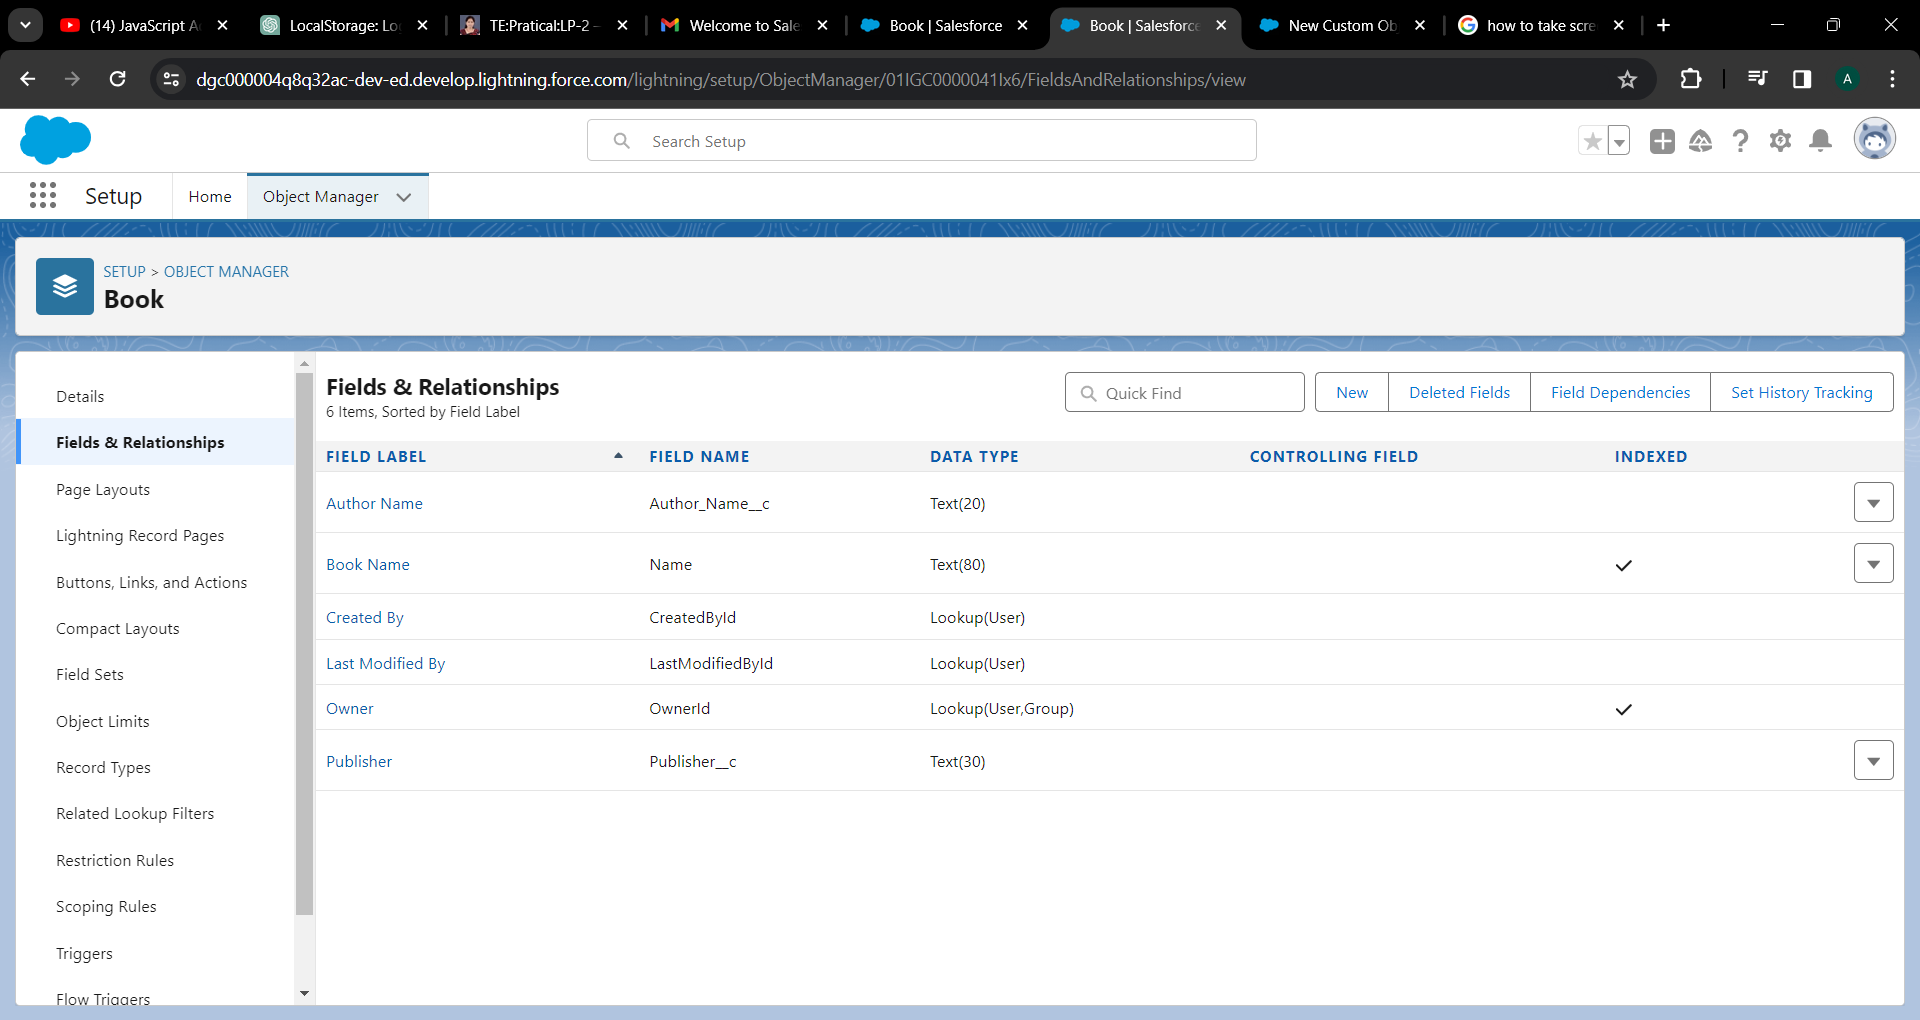 (14) JavaScript A
LocalStorage: Lo
TE:Pratical:LP-2 -
Welcome to Sale
Book | Salesforce
Book | Salesforce
New Custom Ob
how to take scre
dgc000004q8q32ac-dev-ed.develop.lightning.force.com/lightning/setup/ObjectManager/01IGC0000041Ix6/FieldsAndRelationships/view
A
Search Setup
Setup
Home
Object Manager
SETUP > OBJECT MANAGER
Book
Details
Fields & Relationships
Page Layouts
Lightning Record Pages
Buttons, Links, and Actions
Compact Layouts
Field Sets
Object Limits
Record Types
Related Lookup Filters
Restriction Rules
Scoping Rules
Triggers
Flow Triggers
Fields & Relationships
6 Items, Sorted by Field Label
Quick Find
New
Deleted Fields
Field Dependencies
Set History Tracking
FIELD LABEL FIELD NAME DATA TYPE CONTROLLING FIELD INDEXED
Author Name Author_Name__c Text(20)
Book Name Name Text(80)
Created By CreatedById Lookup(User)
Last Modified By LastModifiedById Lookup(User)
Owner OwnerId Lookup(User,Group)
Publisher Publisher__c Text(30)